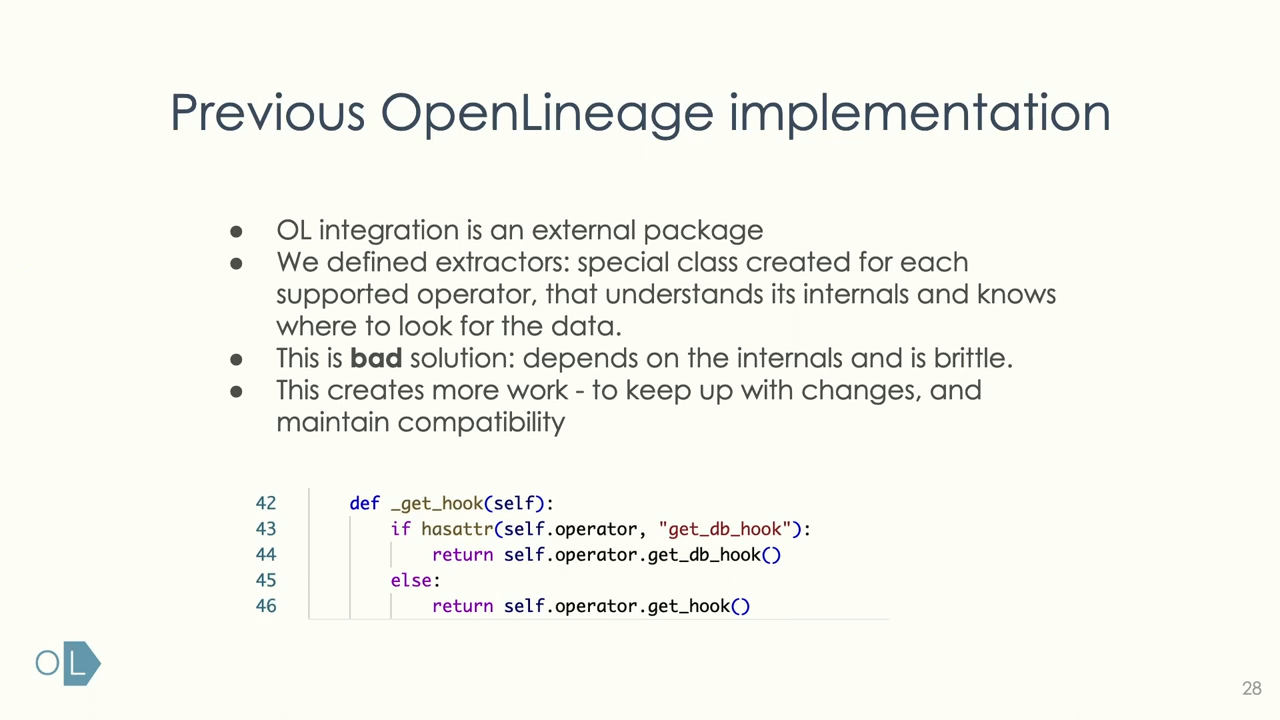 Previous OpenLineage implementation
● OL integration is an external package
● We defined extractors: special class created for each
supported operator, that understands its internals and knows
where to look for the data.
● This is bad solution: depends on the internals and is brittle.
● This creates more work - to keep up with changes, and
maintain compatibility
42 def _get_hook(self):
43 if hasattr(self.operator, "get_db_hook"):
44 return self.operator.get_db_hook()
45 else:
46 return self.operator.get_hook()
OL
28